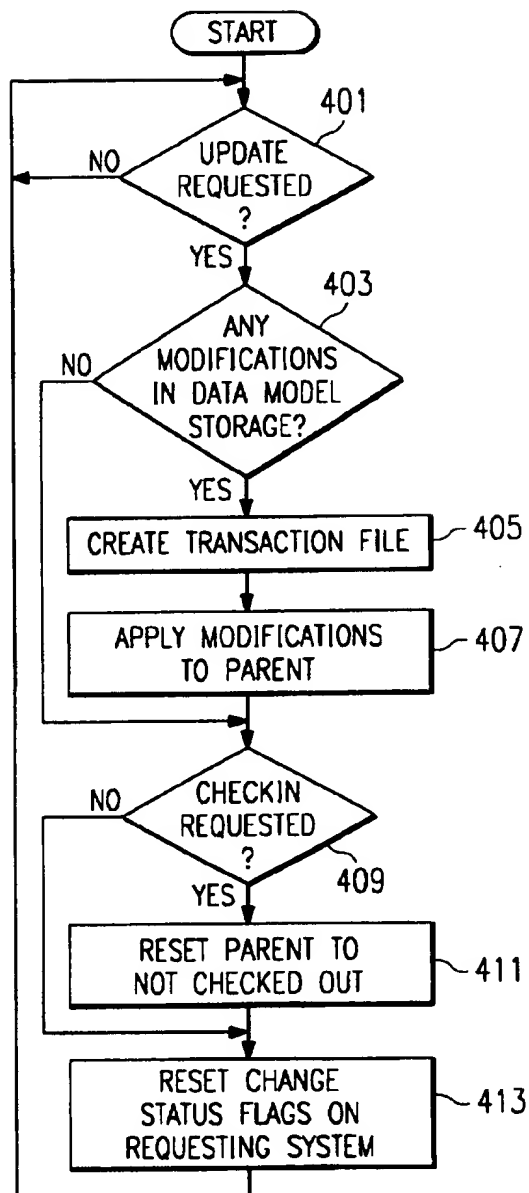 START
401
UPDATE
REQUESTED
?
NO
YES
403
ANY
MODIFICATIONS
IN DATA MODEL
STORAGE?
NO
YES
CREATE TRANSACTION FILE
405
APPLY MODIFICATIONS
TO PARENT
407
NO
CHECKIN
REQUESTED
?
409
YES
RESET PARENT TO
NOT CHECKED OUT
411
RESET CHANGE
STATUS FLAGS ON
REQUESTING SYSTEM
413